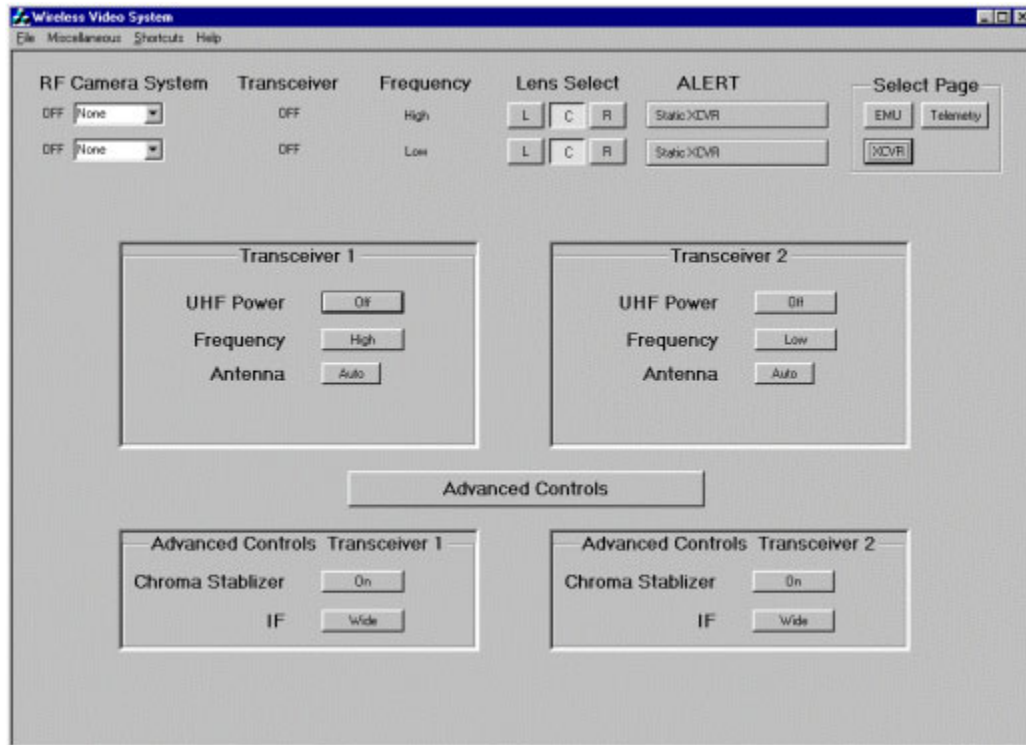 Wireless Video System
File Miscellaneous Shortcuts Help
RF Camera System Transceiver Frequency Lens Select ALERT Select Page
OFF None OFF High L C R Static XCVR EMU Telemetry
OFF None OFF Low L C R Static XCVR XCVR
Transceiver 1 Transceiver 2
UHF Power Off UHF Power Off
Frequency High Frequency Low
Antenna Auto Antenna Auto
Advanced Controls
Advanced Controls Transceiver 1 Advanced Controls Transceiver 2
Chroma Stablizer On Chroma Stablizer On
IF Wide IF Wide